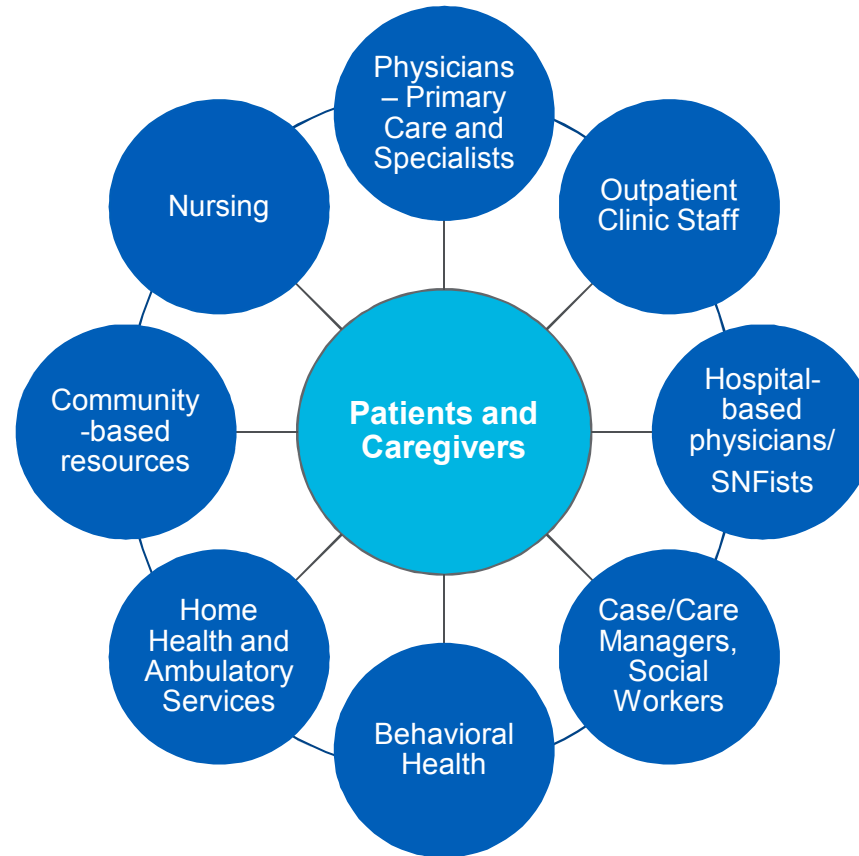 Physicians
– Primary
Care and
Specialists
Outpatient
Clinic Staff
Hospital-
based
physicians/
SNFists
Case/Care
Managers,
Social
Workers
Behavioral
Health
Home
Health and
Ambulatory
Services
Community
-based
resources
Nursing
Patients and
Caregivers